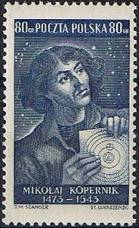 80GR POCZTA POLSKA 80GR
MIKOŁAJ KOPERNIK
1473-1543